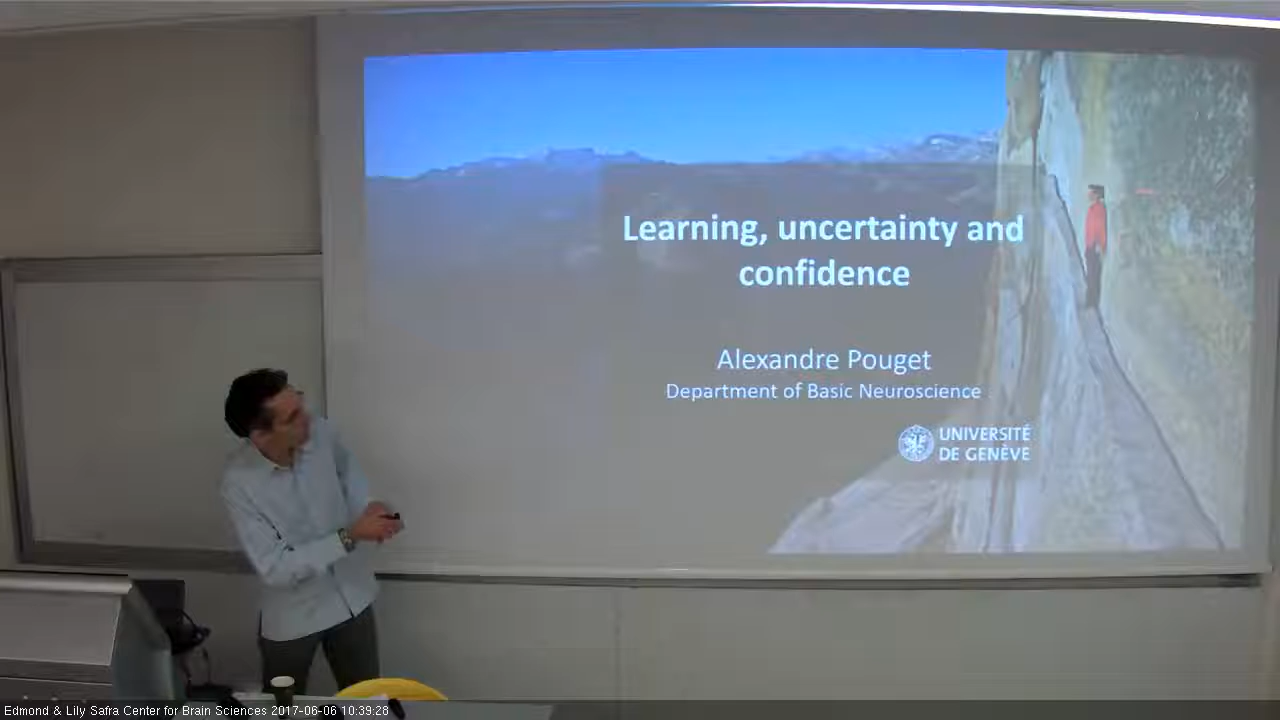 Learning, uncertainty and
confidence
Alexandre Pouget
Department of Basic Neuroscience
UNIVERSITÉ
DE GENÈVE
Edmond & Lily Safra Center for Brain Sciences 2017-06-06 10:39:28